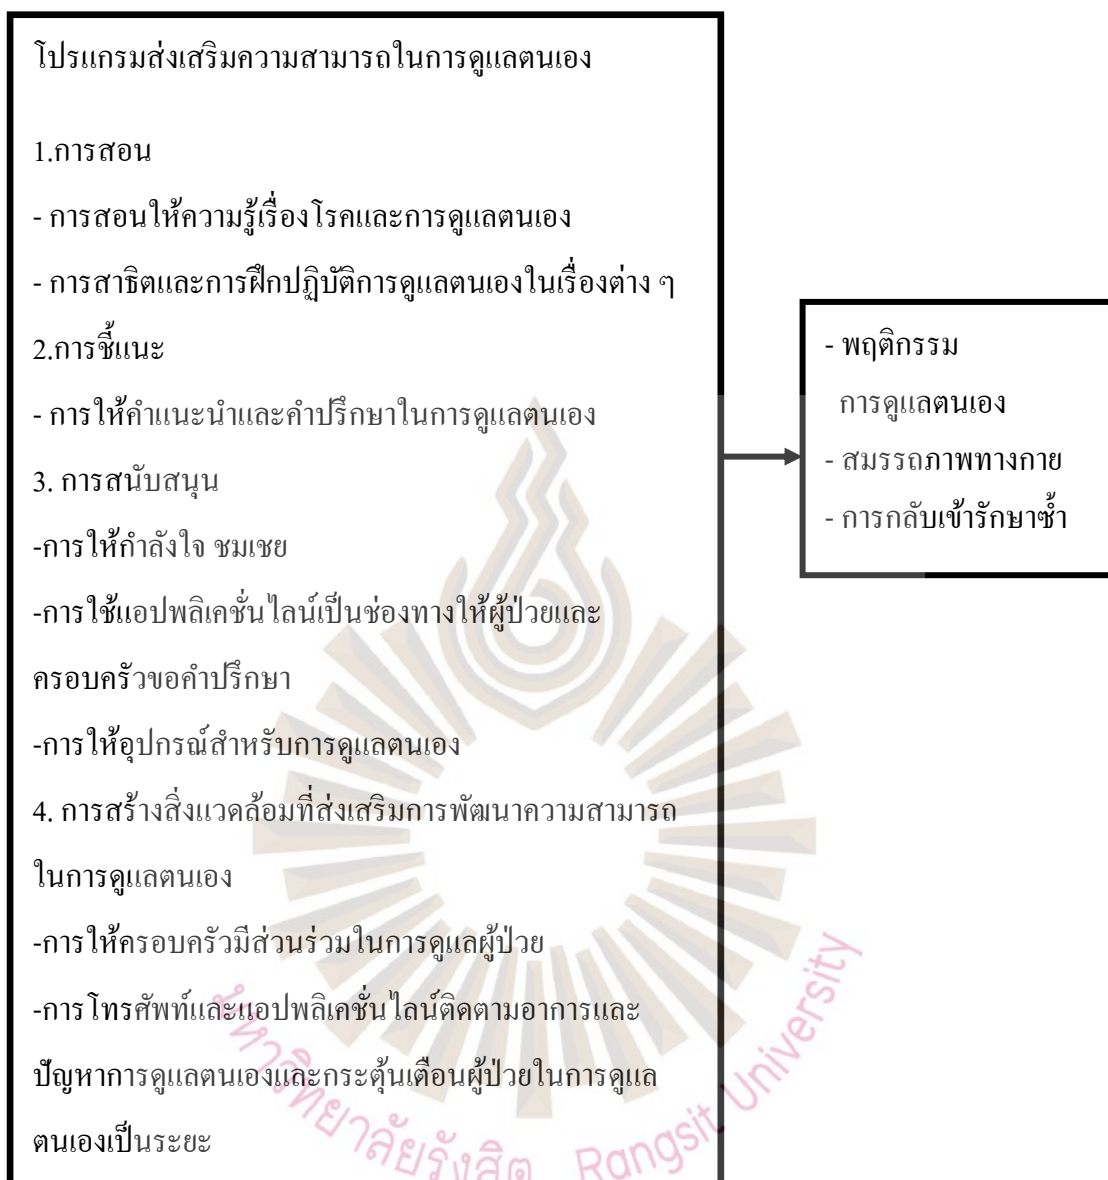 โปรแกรมส่งเสริมความสามารถในการดูแลตนเอง
1.การสอน
- การสอนให้ความรู้เรื่องโรคและการดูแลตนเอง
- การสาธิตและการฝึกปฏิบัติการดูแลตนเองในเรื่องต่าง ๆ
2.การชี้แนะ
- การให้คำแนะนำและคำปรึกษาในการดูแลตนเอง
3. การสนับสนุน
-การให้กำลังใจ ชมเชย
-การใช้แอปพลิเคชั่นไลน์เป็นช่องทางให้ผู้ป่วยและ
ครอบครัวขอคำปรึกษา
-การให้อุปกรณ์สำหรับการดูแลตนเอง
4. การสร้างสิ่งแวดล้อมที่ส่งเสริมการพัฒนาความสามารถ
ในการดูแลตนเอง
-การให้ครอบครัวมีส่วนร่วมในการดูแลผู้ป่วย
-การโทรศัพท์และแอปพลิเคชั่นไลน์ติดตามอาการและ
ปัญหาการดูแลตนเองและกระตุ้นเตือนผู้ป่วยในการดูแล
ตนเองเป็นระยะ
- พฤติกรรม
การดูแลตนเอง
- สมรรถภาพทางกาย
- การกลับเข้ารักษาซ้ำ
มหาวิทยาลัยรังสิต Rangsit University